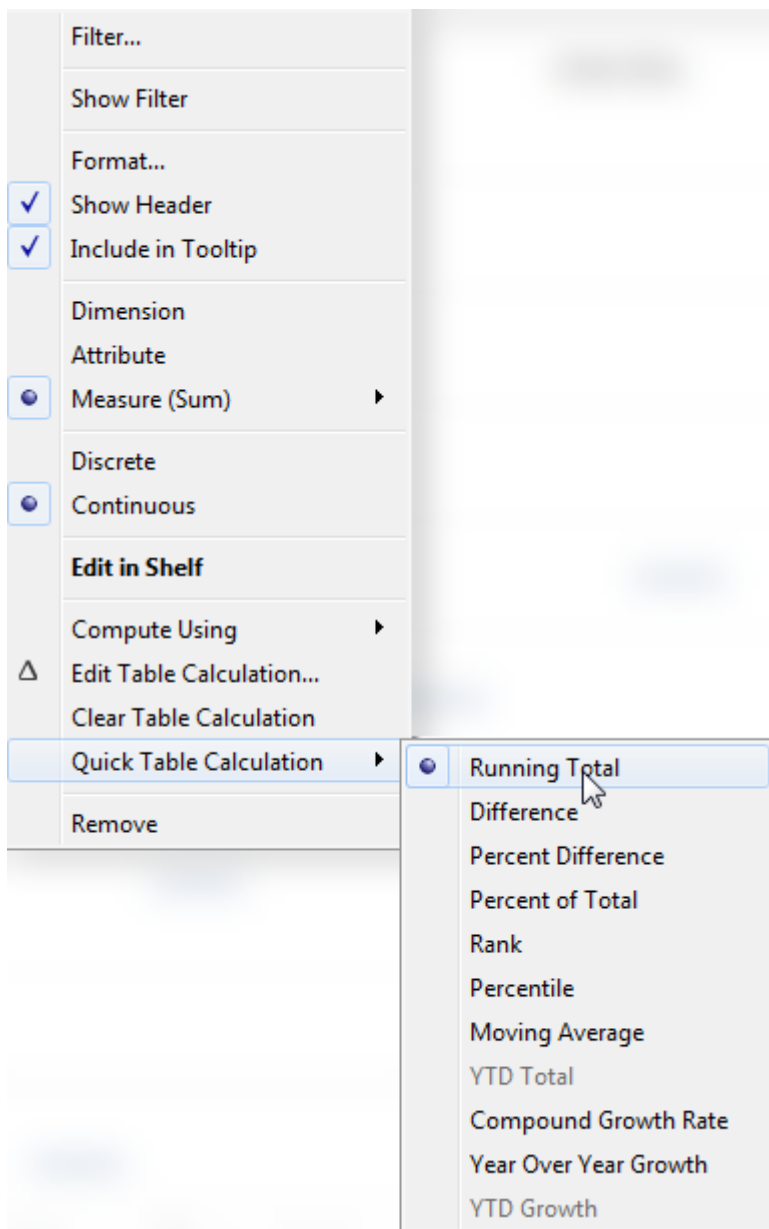 Filter...
Show Filter
Format...
Show Header
Include in Tooltip
Dimension
Attribute
Measure (Sum)
Discrete
Continuous
Edit in Shelf
Compute Using
Edit Table Calculation...
Clear Table Calculation
Quick Table Calculation
Remove
Running Total
Difference
Percent Difference
Percent of Total
Rank
Percentile
Moving Average
YTD Total
Compound Growth Rate
Year Over Year Growth
YTD Growth